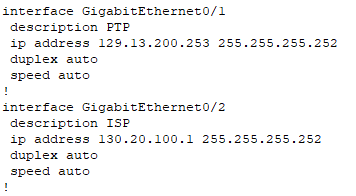 interface GigabitEthernet0/1
 description PTP
 ip address 129.13.200.253 255.255.255.252
 duplex auto
 speed auto
!
interface GigabitEthernet0/2
 description ISP
 ip address 130.20.100.1 255.255.255.252
 duplex auto
 speed auto
!